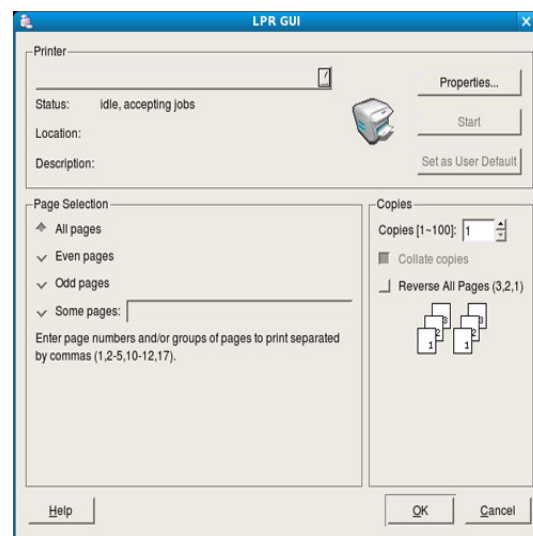 LPR GUI
Printer
Properties...
Status: idle, accepting jobs
Start
Location:
Description:
Set as User Default
Page Selection
All pages
Even pages
Odd pages
Some pages:
Enter page numbers and/or groups of pages to print separated
by commas (1,2-5,10-12,17).
Copies
Copies [1~100]: 1
Collate copies
Reverse All Pages (3,2,1)
3 3
2 2
1 1
Help
OK
Cancel